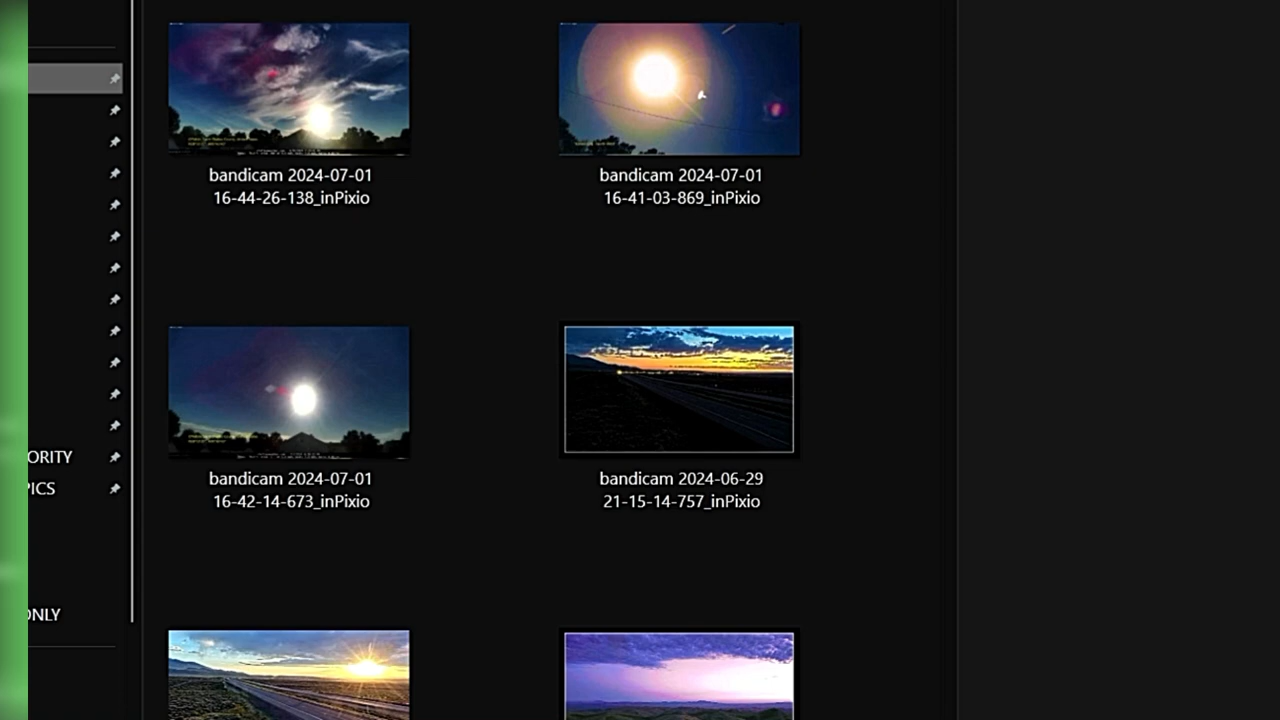 bandicam 2024-07-01
16-44-26-138_inPixio
bandicam 2024-07-01
16-41-03-869_inPixio
bandicam 2024-07-01
16-42-14-673_inPixio
bandicam 2024-06-29
21-15-14-757_inPixio
ORITY
PICS
ONLY